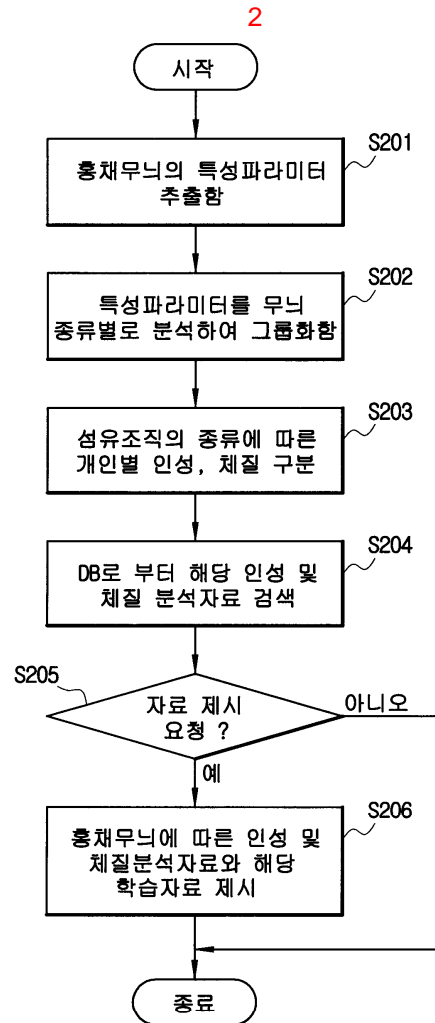 2
시작
S201
홍채무늬의 특성파라미터
추출함
S202
특성파라미터를 무늬
종류별로 분석하여 그룹화함
S203
섬유조직의 종류에 따른
개인별 인성, 체질 구분
S204
DB로 부터 해당 인성 및
체질 분석자료 검색
S205
자료 제시
요청 ?
아니오
예
S206
홍채무늬에 따른 인성 및
체질분석자료와 해당
학습자료 제시
종료